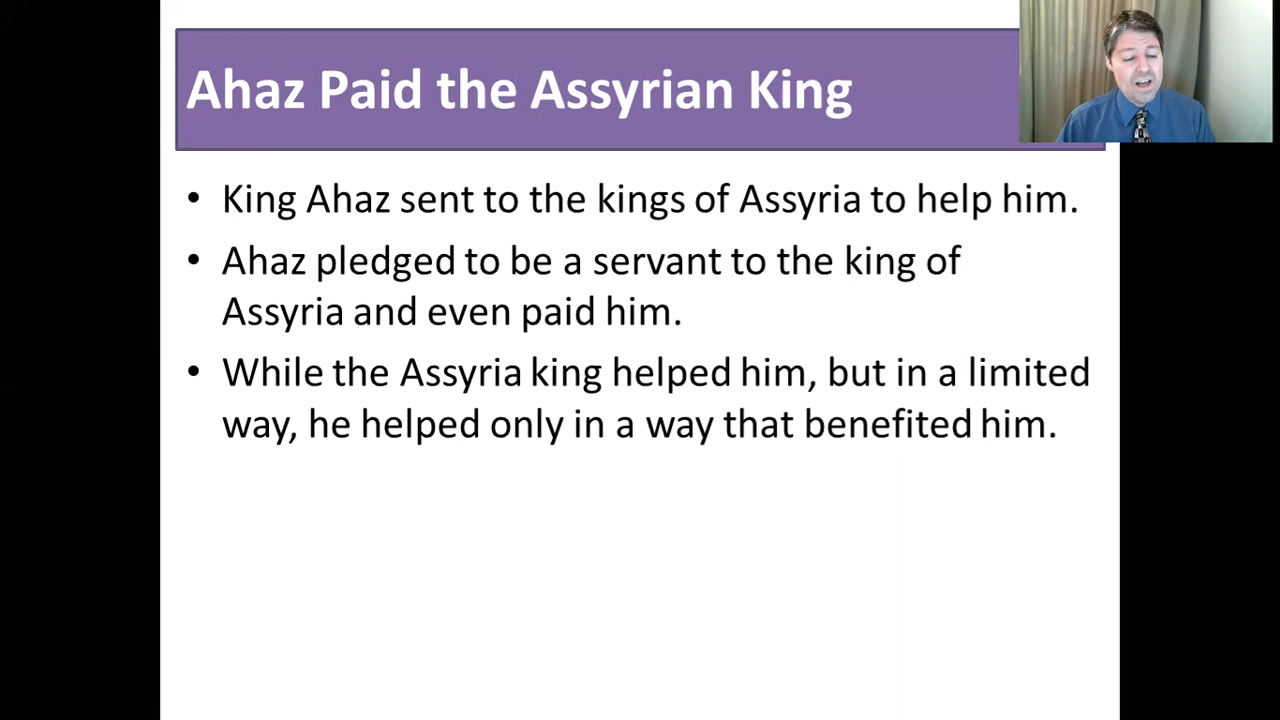 Ahaz Paid the Assyrian King
• King Ahaz sent to the kings of Assyria to help him.
• Ahaz pledged to be a servant to the king of
Assyria and even paid him.
• While the Assyria king helped him, but in a limited
way, he helped only in a way that benefited him.